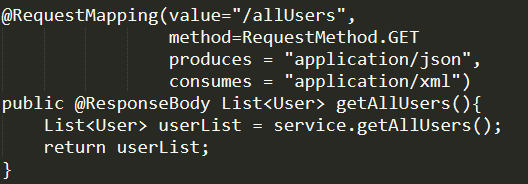 @RequestMapping(value="/allUsers",
method=RequestMethod.GET
produces = "application/json",
consumes = "application/xml")
public @ResponseBody List<User> getAllUsers(){
List<User> userList = service.getAllUsers();
return userList;
}